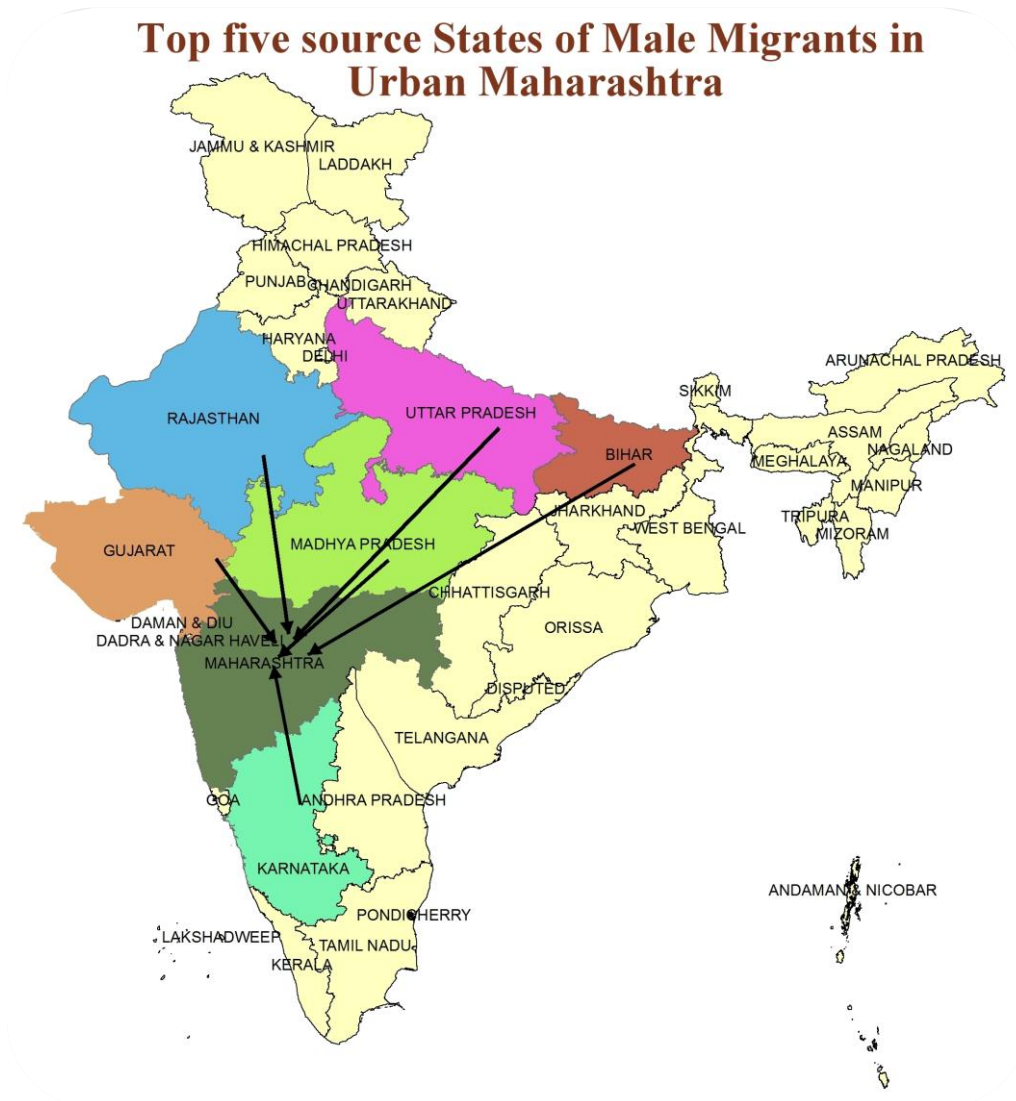 Top five source States of Male Migrants in
Urban Maharashtra
JAMMU & KASHMIR
LADDAKH
HIMACHAL PRADESH
PUNJAB
CHANDIGARH
UTTARAKHAND
HARYANA
DELHI
ARUNACHAL PRADESH
SIKKIM
RAJASTHAN
UTTAR PRADESH
ASSAM
NAGALAND
BIHAR
MEGHALAYA
MANIPUR
JHARKHAND
TRIPURA
WEST BENGAL
MIZORAM
GUJARAT
MADHYA PRADESH
CHHATTISGARH
DAMAN & DIU
ORISSA
DADRA & NAGAR HAVELI
MAHARASHTRA
DISPUTED
TELANGANA
GOA
ANDHRA PRADESH
KARNATAKA
ANDAMAN & NICOBAR
PONDICHERRY
LAKSHADWEEP
TAMIL NADU
KERALA